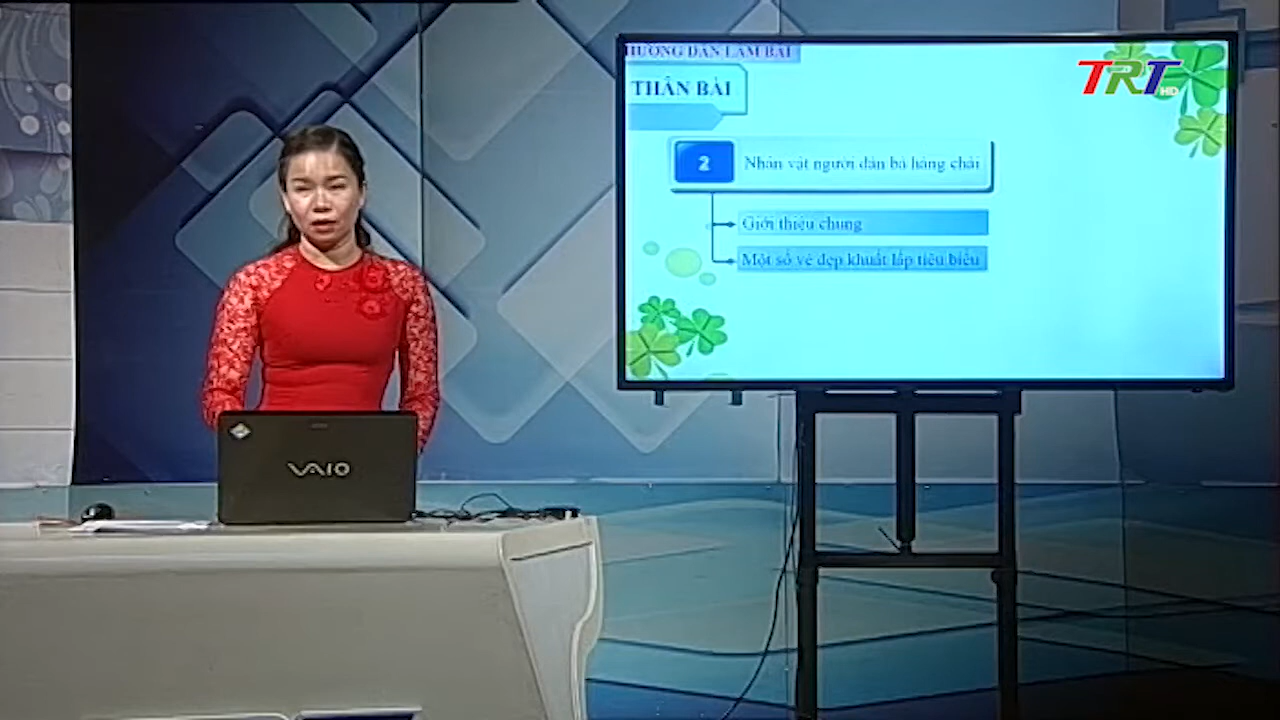 HƯỚNG DẪN LÀM BÀI
THÂN BÀI
2
Nhân vật người đàn bà hàng chài
Giới thiệu chung
Một số vẻ đẹp khuất lấp tiêu biểu
TRT HD
VAIO